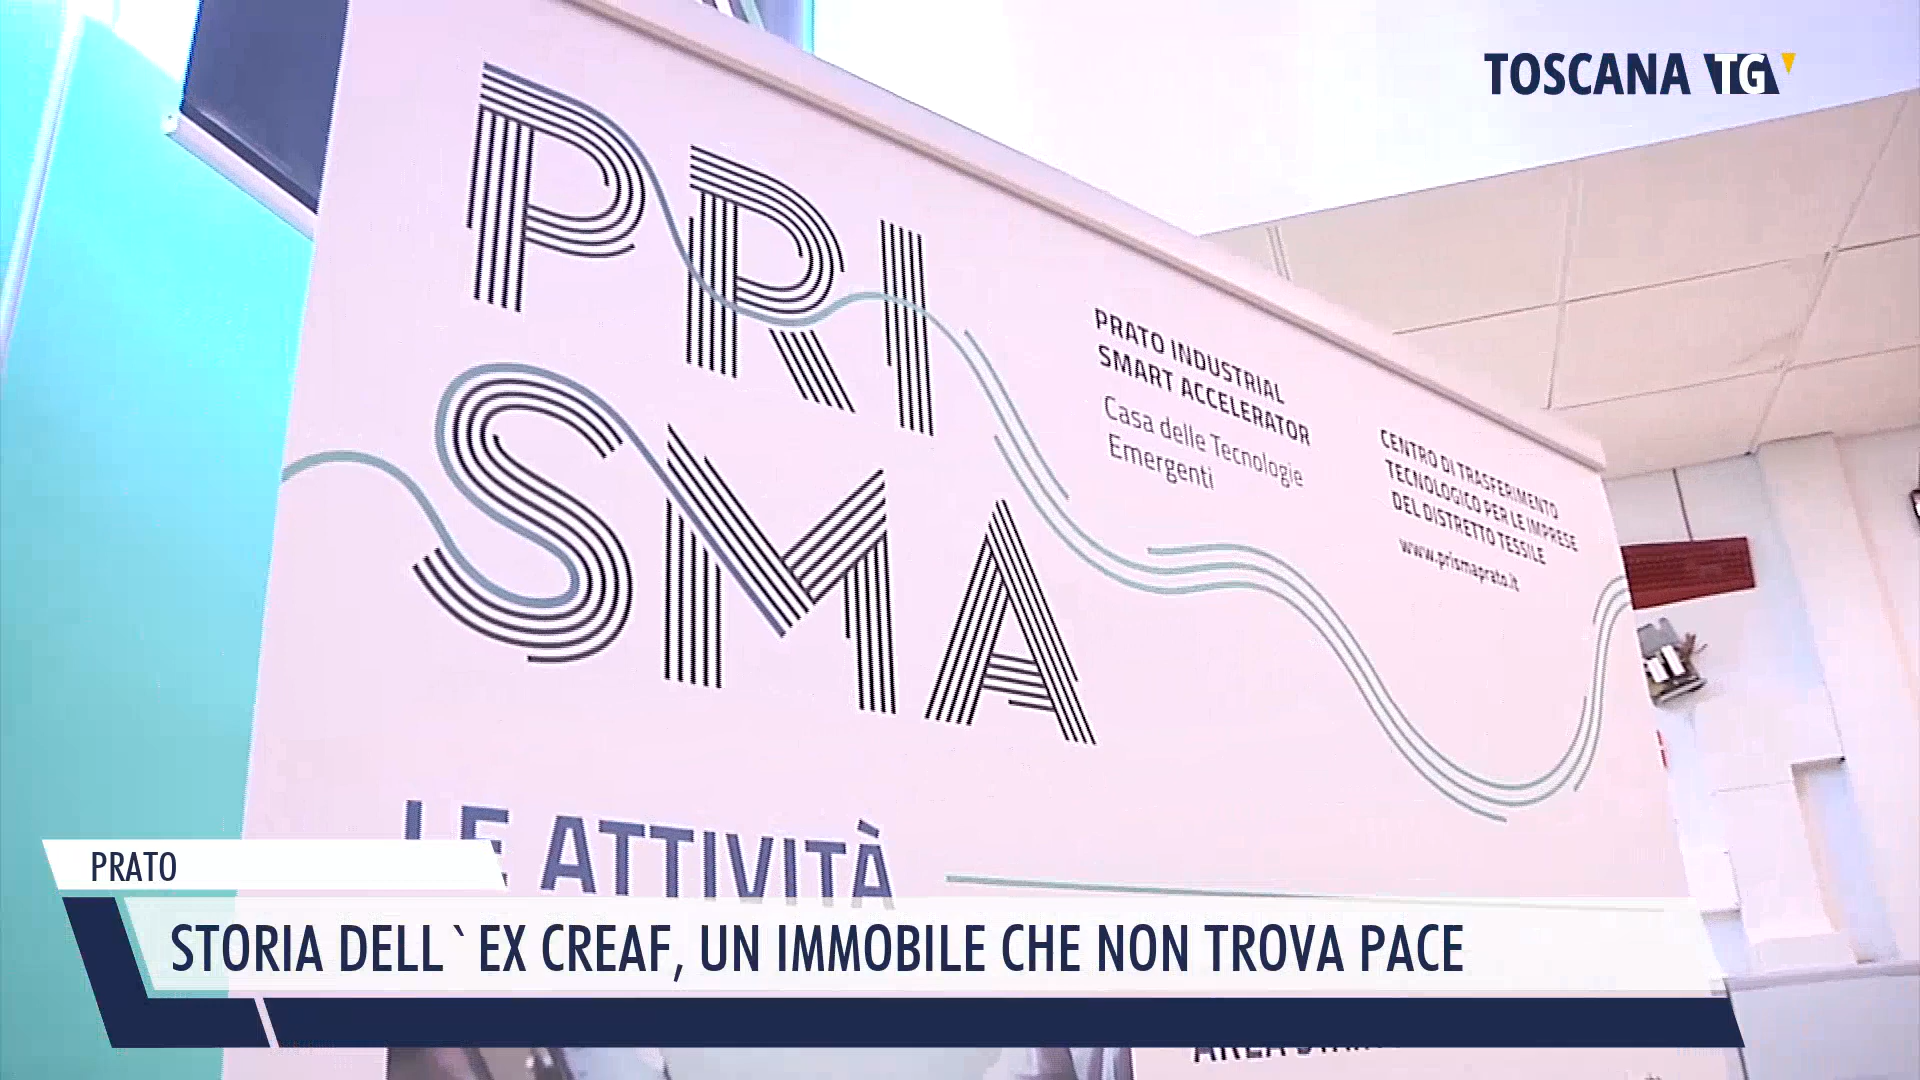 TOSCANA TG
PRI
SMA
PRATO INDUSTRIAL
SMART ACCELERATOR
Casa delle Tecnologie
Emergenti
CENTRO DI TRASFERIMENTO
TECNOLOGICO PER LE IMPRESE
DEL DISTRETTO TESSILE
www.prismaprato.it
LE ATTIVITÀ
PRATO
STORIA DELL`EX CREAF, UN IMMOBILE CHE NON TROVA PACE